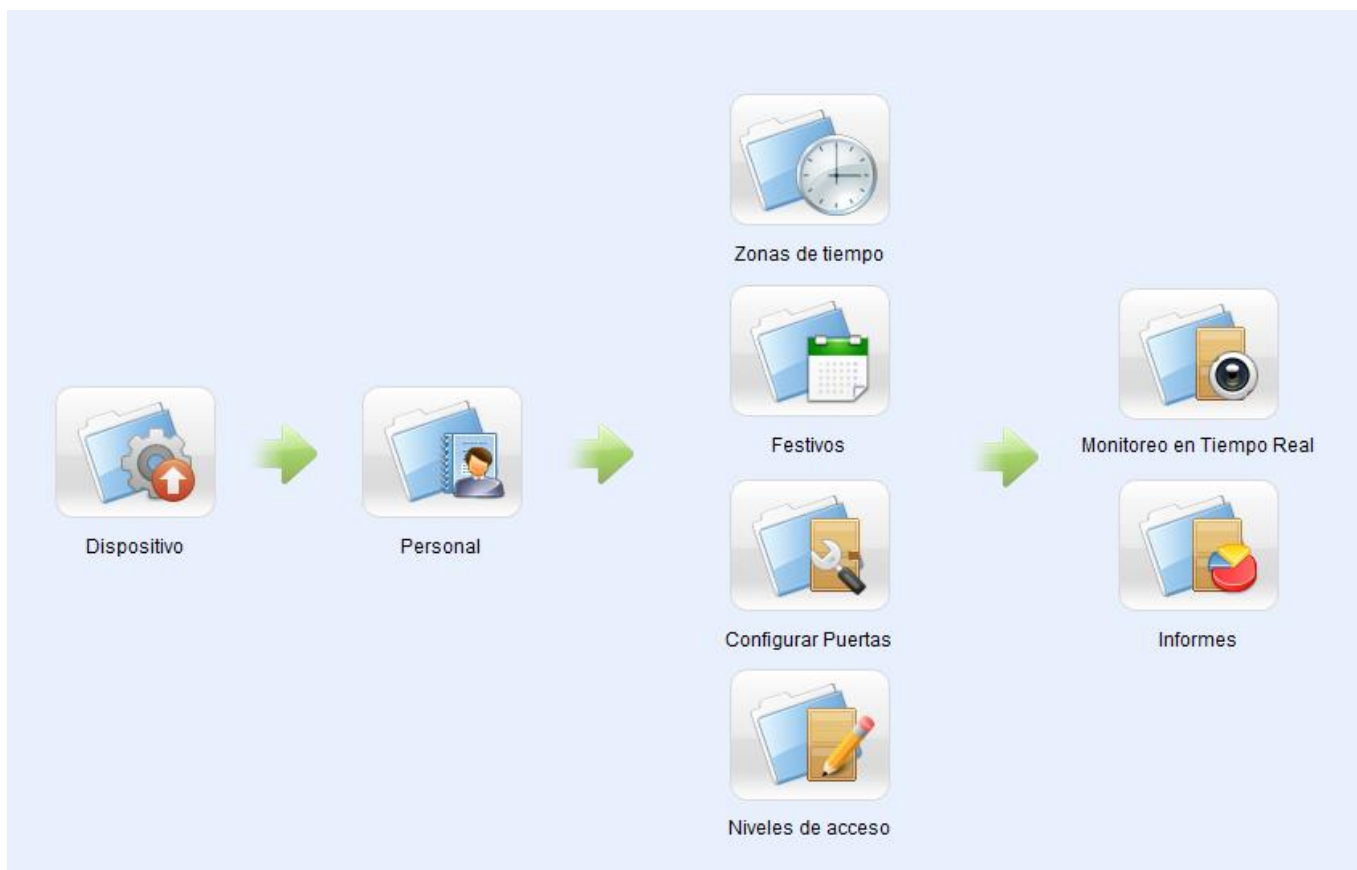 Dispositivo
Personal
Zonas de tiempo
Festivos
Configurar Puertas
Niveles de acceso
Monitoreo en Tiempo Real
Informes